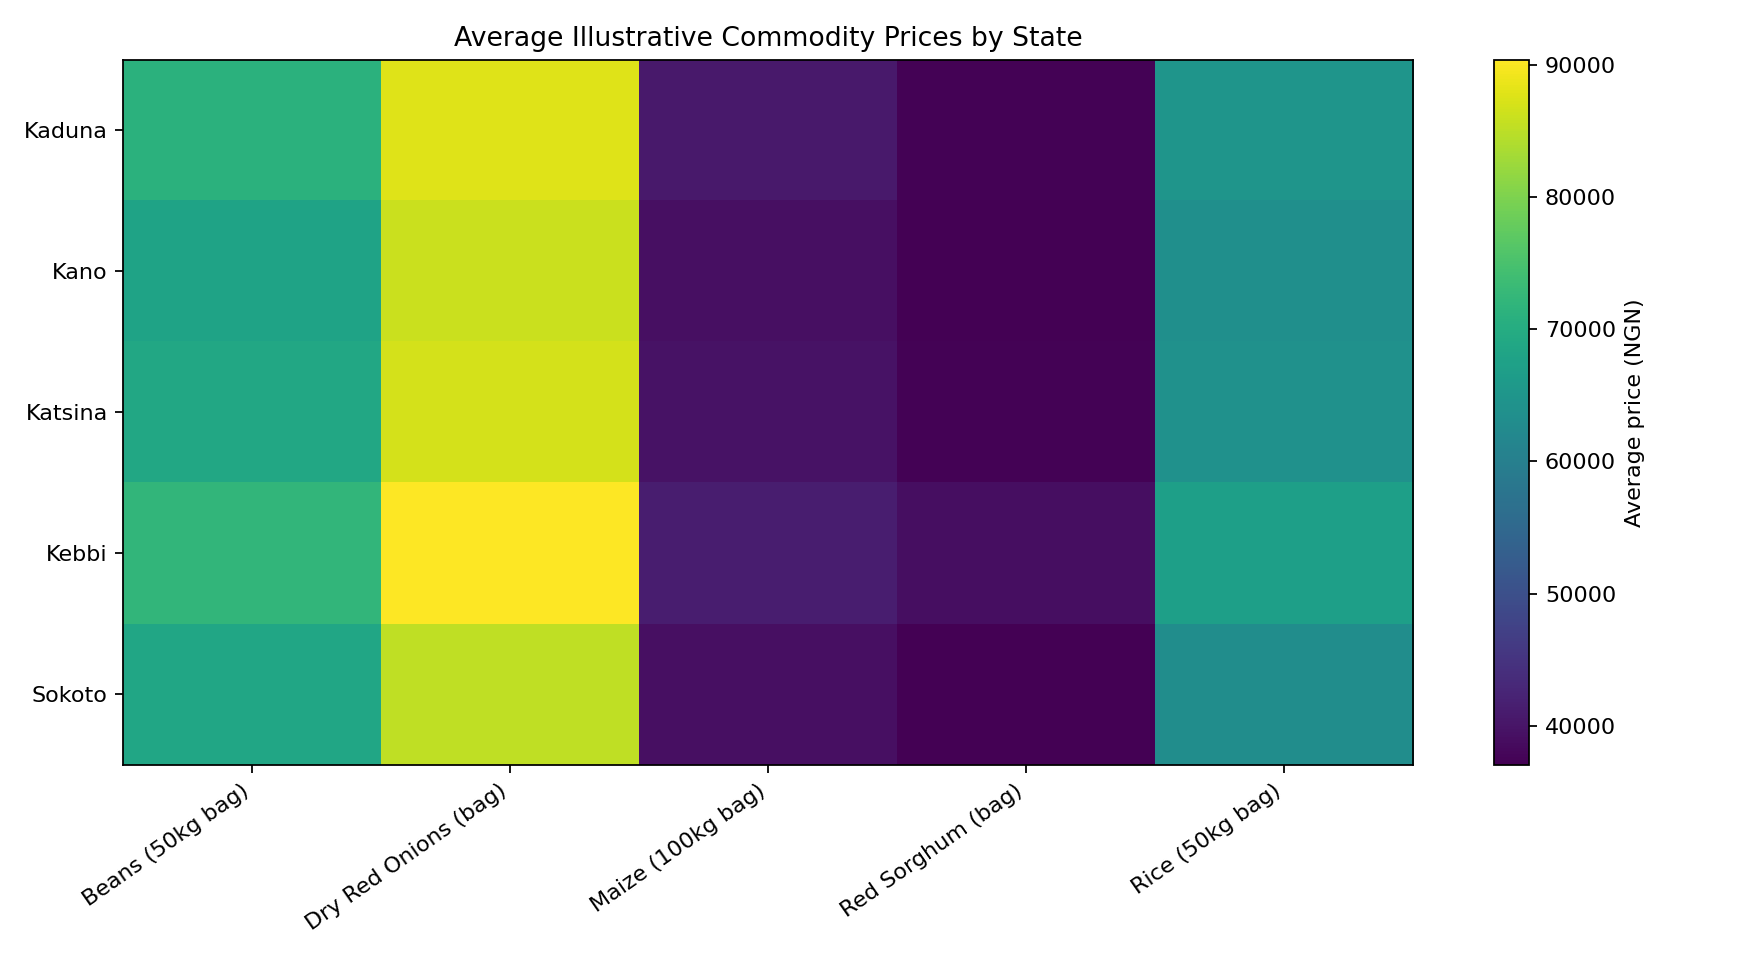 Average Illustrative Commodity Prices by State
Kaduna
Kano
Katsina
Kebbi
Sokoto
Beans (50kg bag)
Dry Red Onions (bag)
Maize (100kg bag)
Red Sorghum (bag)
Rice (50kg bag)
90000
80000
70000
60000
50000
40000
Average price (NGN)